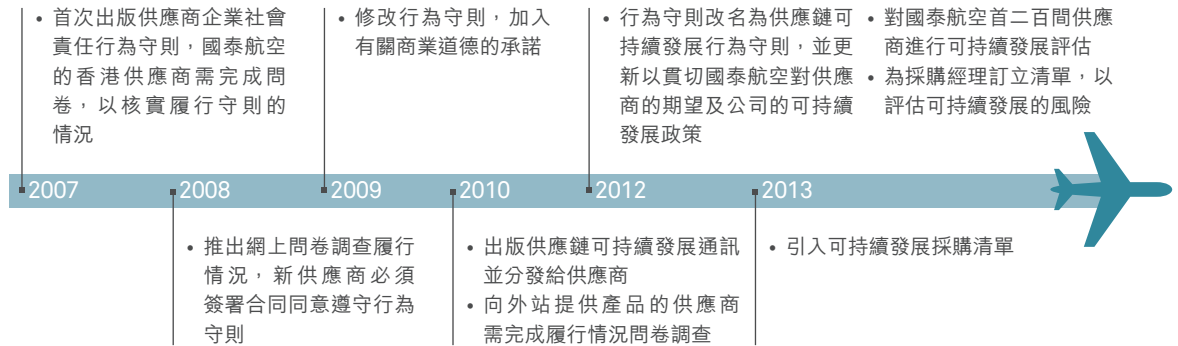 • 首次出版供應商企業社會
責任行為守則，國泰航空
的香港供應商需完成問
卷，以核實履行守則的
情況
• 修改行為守則，加入
有關商業道德的承諾
• 行為守則改名為供應鏈可
持續發展行為守則，並更
新以貫切國泰航空對供應
商的期望及公司的可持續
發展政策
• 對國泰航空首二百間供應
商進行可持續發展評估
• 為採購經理訂立清單，以
評估可持續發展的風險
2007
2008
2009
2010
2012
2013
• 推出網上問卷調查履行
情況，新供應商必須
簽署合同同意遵守行為
守則
• 出版供應鏈可持續發展通訊
並分發給供應商
• 向外站提供產品的供應商
需完成履行情況問卷調查
• 引入可持續發展採購清單